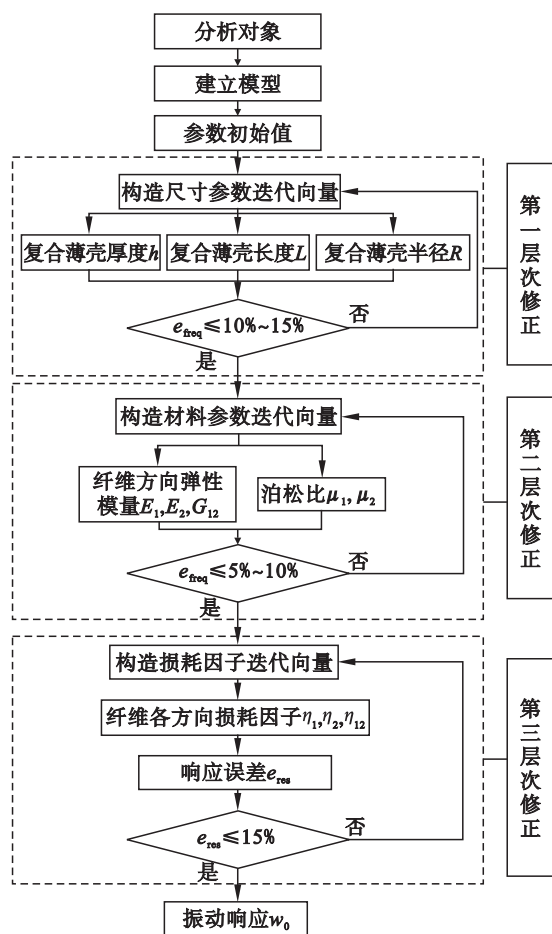 分析对象
建立模型
参数初始值
构造尺寸参数迭代向量
复合薄壳厚度h
复合薄壳长度L
复合薄壳半径R
e_freq≤10%~15%
否
是
第一层次修正
构造材料参数迭代向量
纤维方向弹性
模量E₁,E₂,G₁₂
泊松比μ₁, μ₂
e_freq≤5%~10%
否
是
第二层次修正
构造损耗因子迭代向量
纤维各方向损耗因子η₁,η₂,η₁₂
响应误差e_res
e_res≤15%
否
是
第三层次修正
振动响应w₀